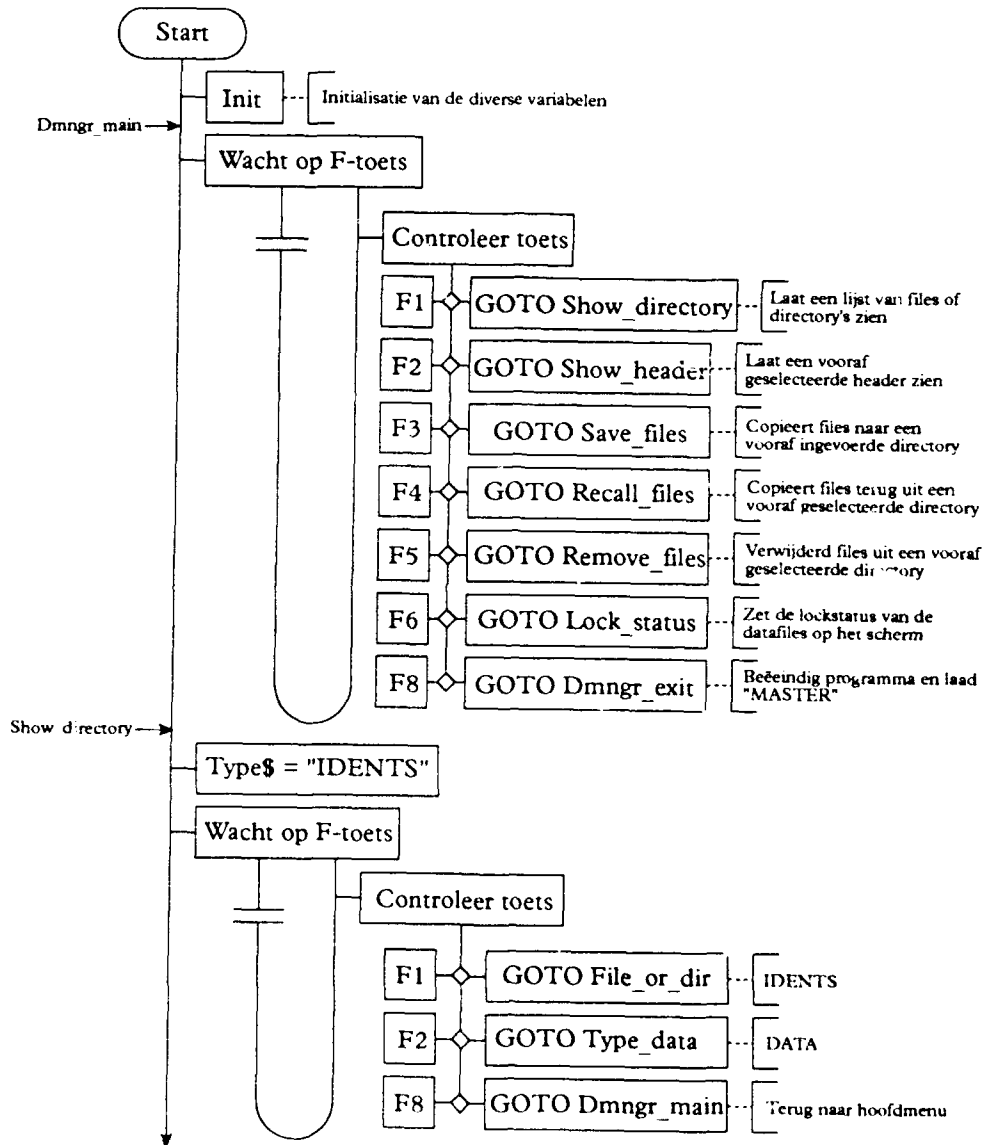 Start
Init
Initialisatie van de diverse variabelen
Dmngr_main
Wacht op F-toets
Controleer toets
F1
GOTO Show_directory
Laat een lijst van files of
directory's zien
F2
GOTO Show_header
Laat een vooraf
geselecteerde header zien
F3
GOTO Save_files
Copieert files naar een
vooraf ingevoerde directory
F4
GOTO Recall_files
Copieert files terug uit een
vooraf geselecteerde directory
F5
GOTO Remove_files
Verwijderd files uit een vooraf
geselecteerde directory
F6
GOTO Lock_status
Zet de lockstatus van de
datafiles op het scherm
F8
GOTO Dmngr_exit
Beëeindig programma en laad
"MASTER"
Show directory
Type$ = "IDENTS"
Wacht op F-toets
Controleer toets
F1
GOTO File_or_dir
IDENTS
F2
GOTO Type_data
DATA
F8
GOTO Dmngr_main
Terug naar hoofdmenu